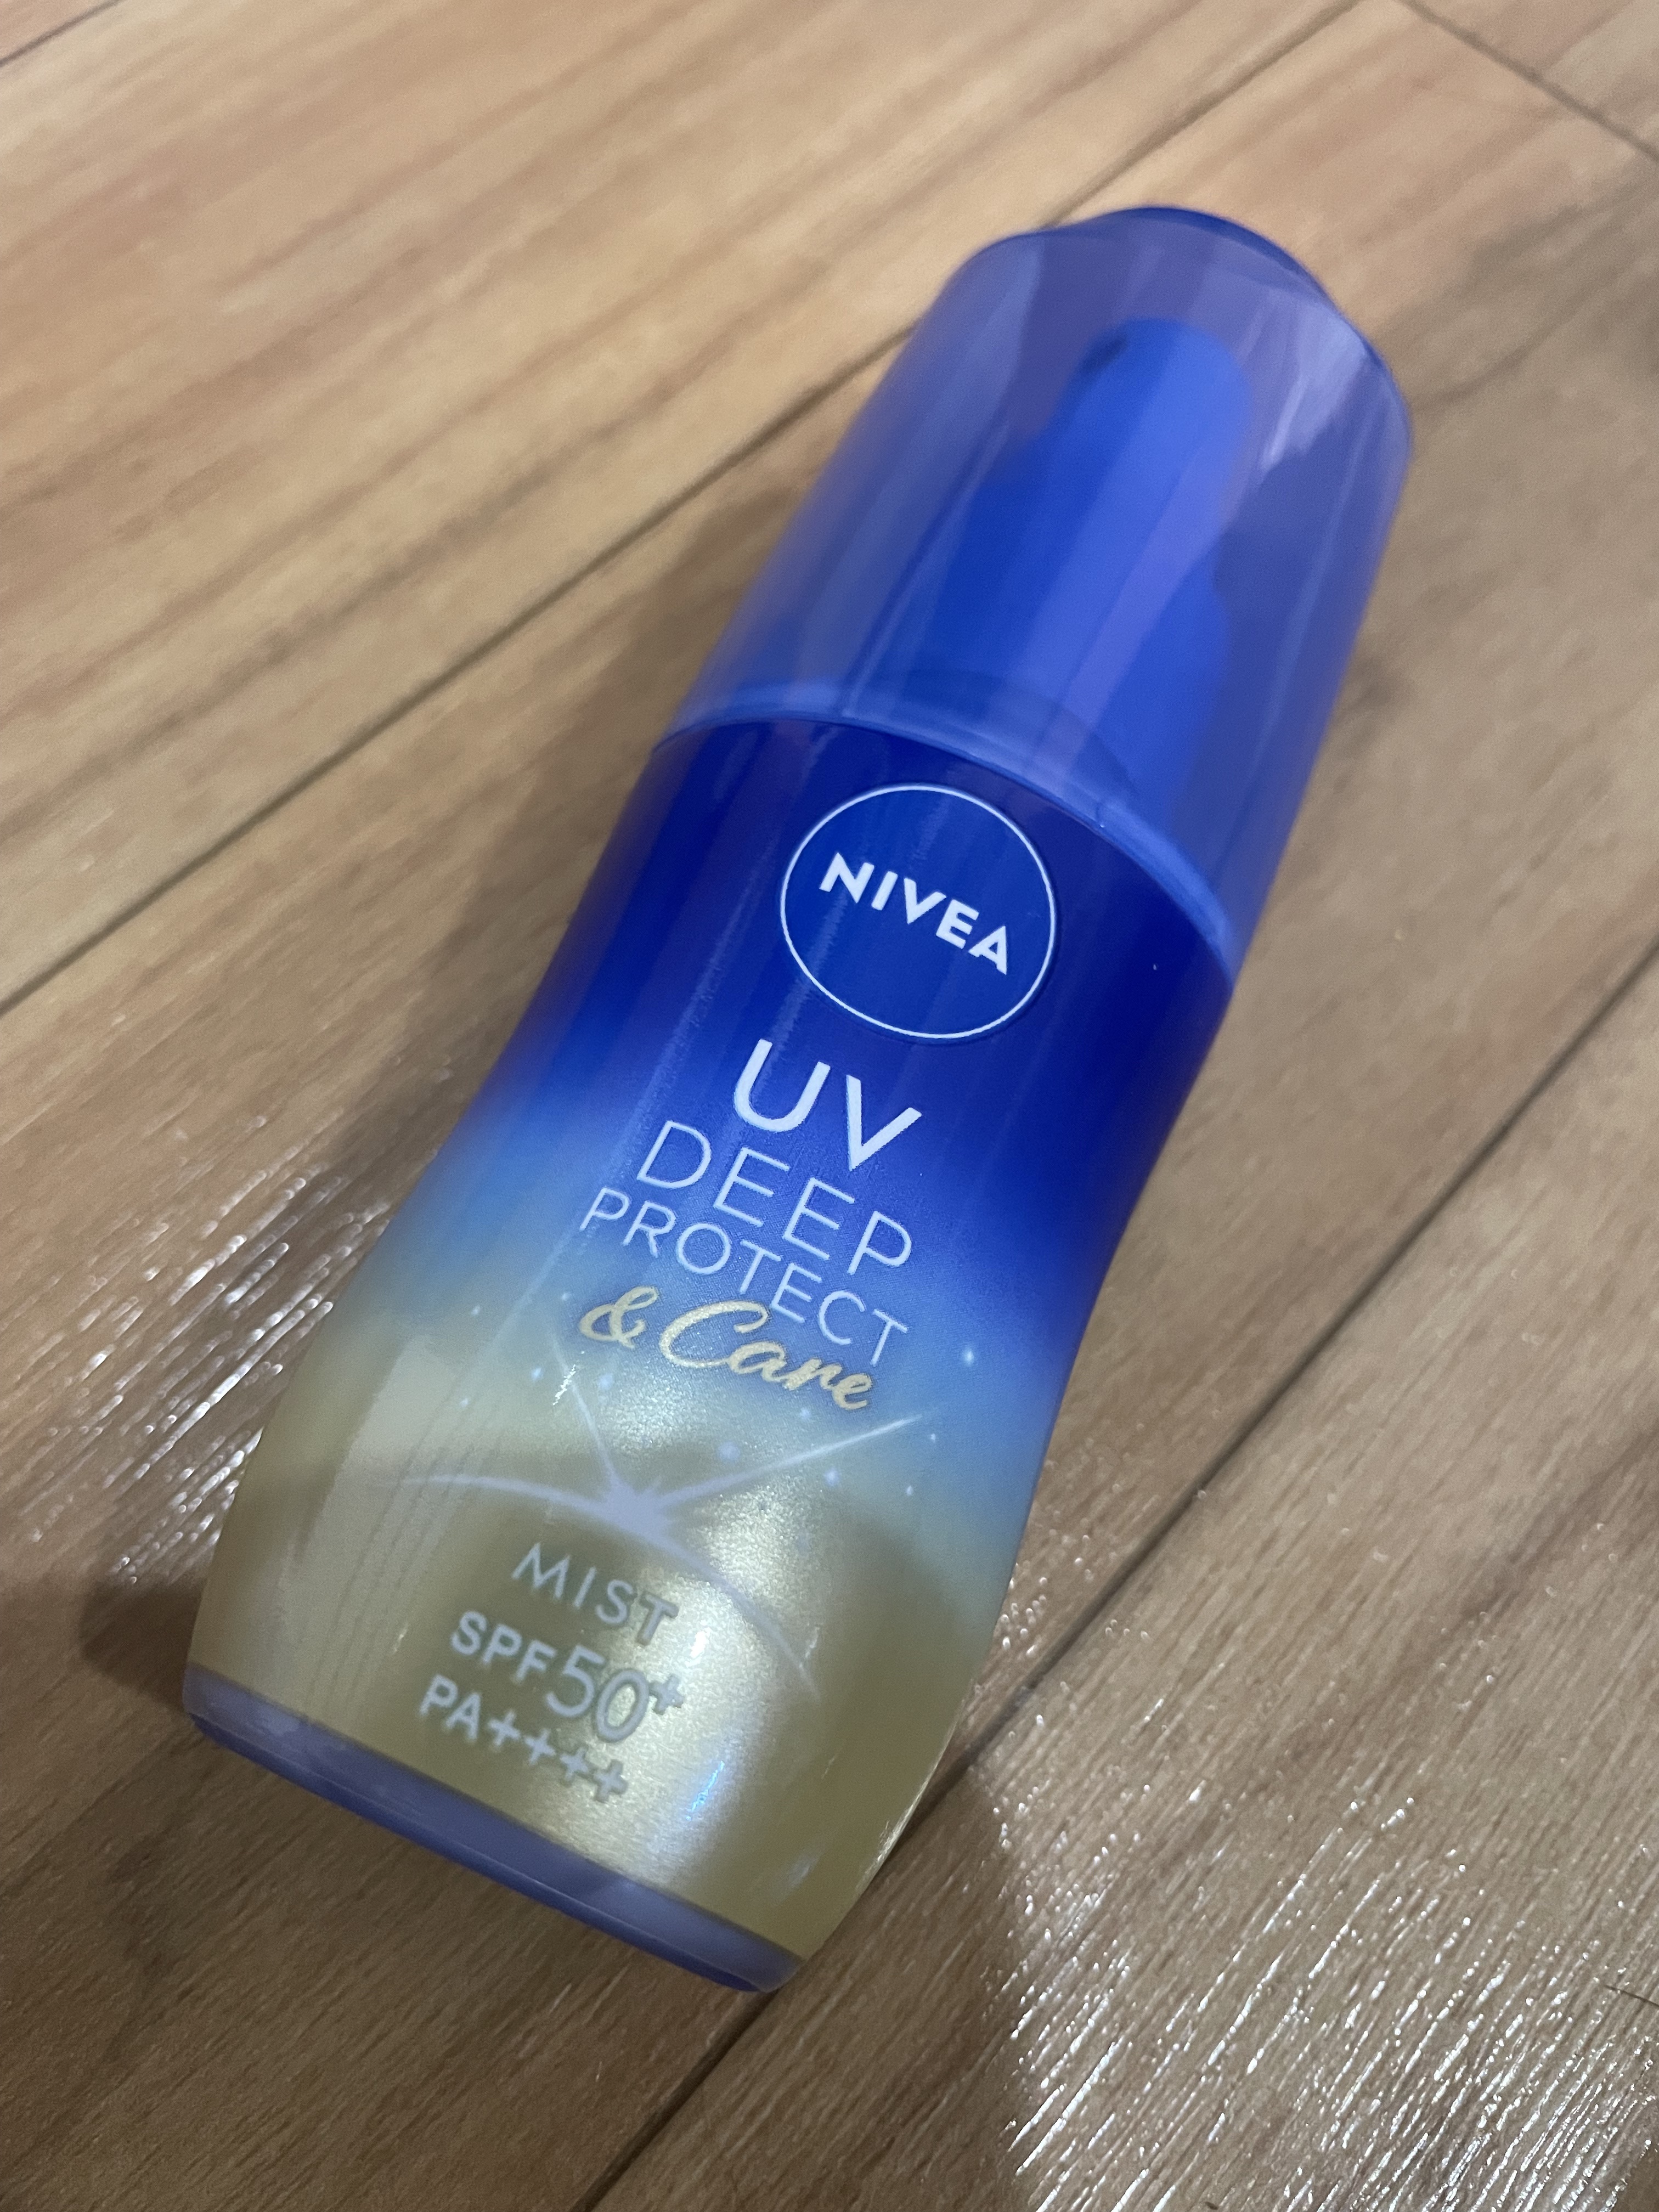 NIVEA
UV
DEEP
PROTECT
& Care
MIST
SPF50+
PA++++